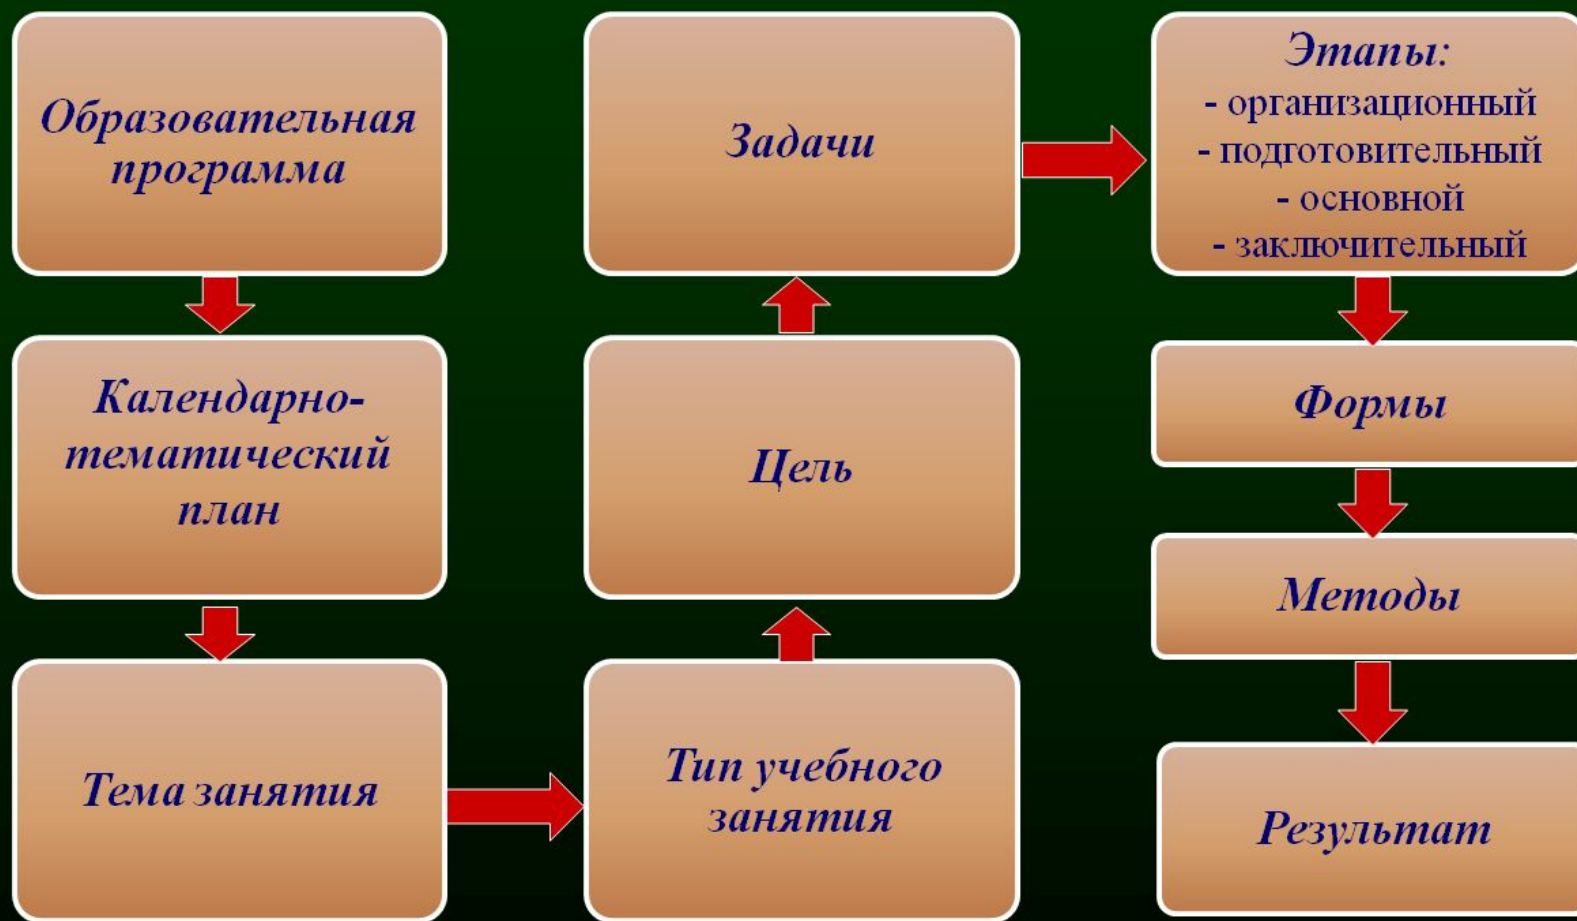 Образовательная
программа
Календарно-
тематический
план
Тема занятия
Тип учебного
занятия
Цель
Задачи
Этапы:
- организационный
- подготовительный
- основной
- заключительный
Формы
Методы
Результат